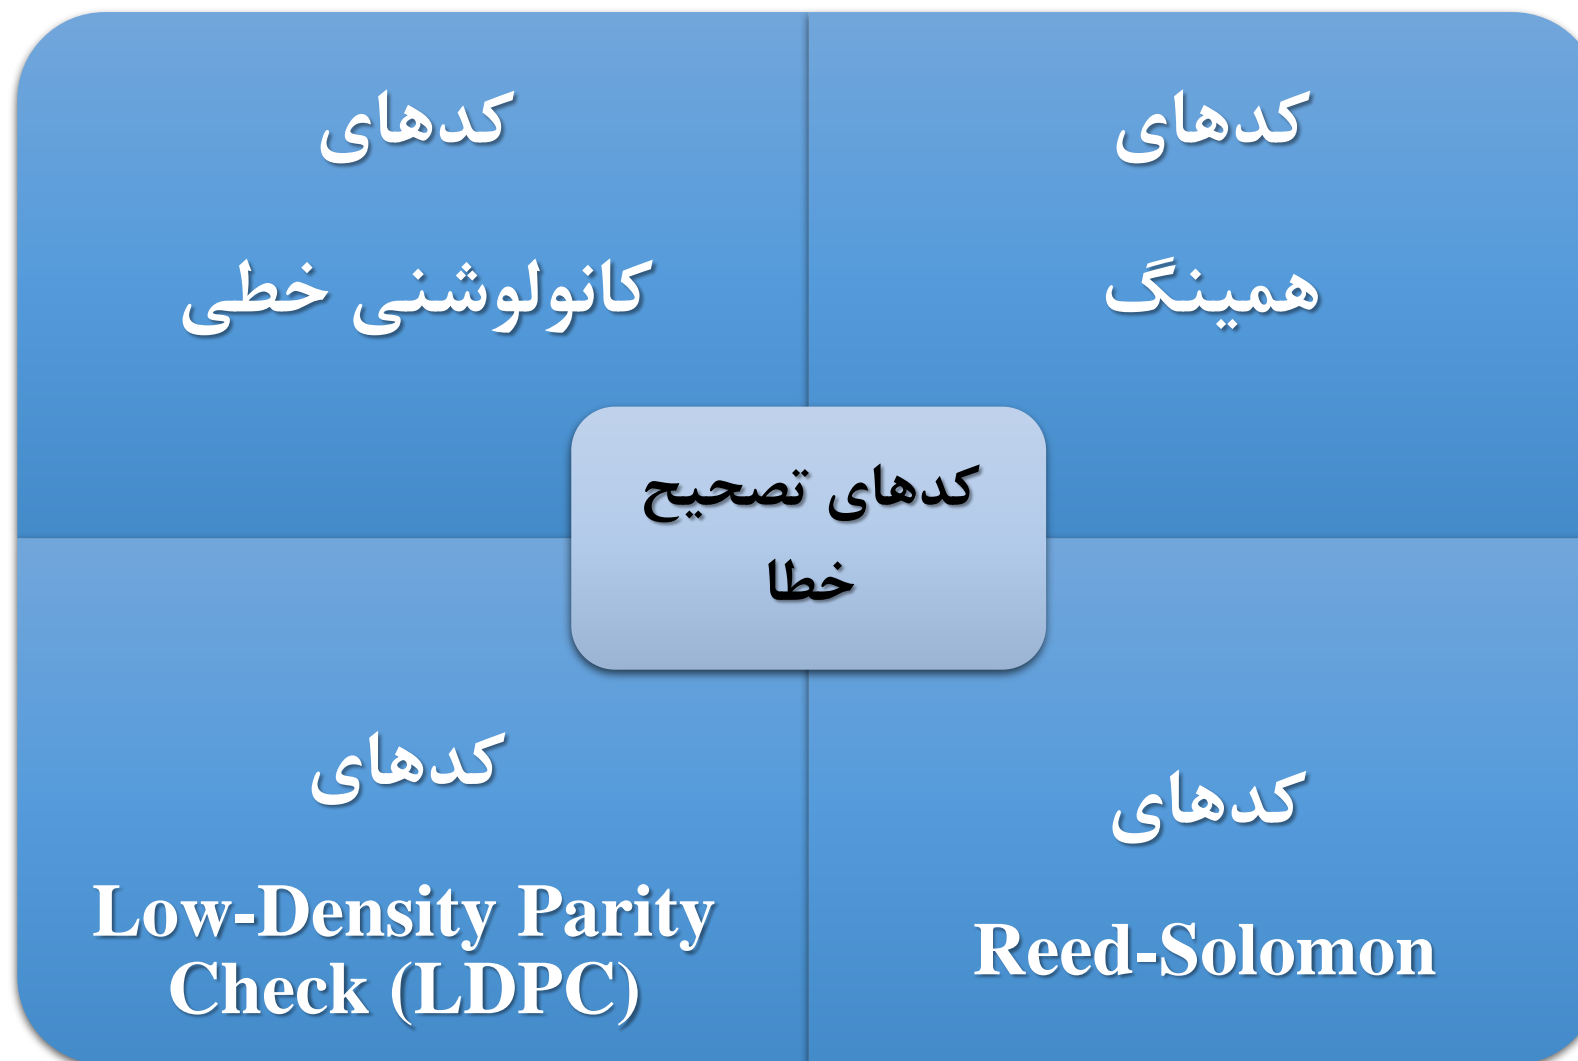 کدهای
همینگ
کدهای
کانولوشنی خطی
کدهای تصحیح
خطا
کدهای
Reed-Solomon
کدهای
Low-Density Parity
Check (LDPC)